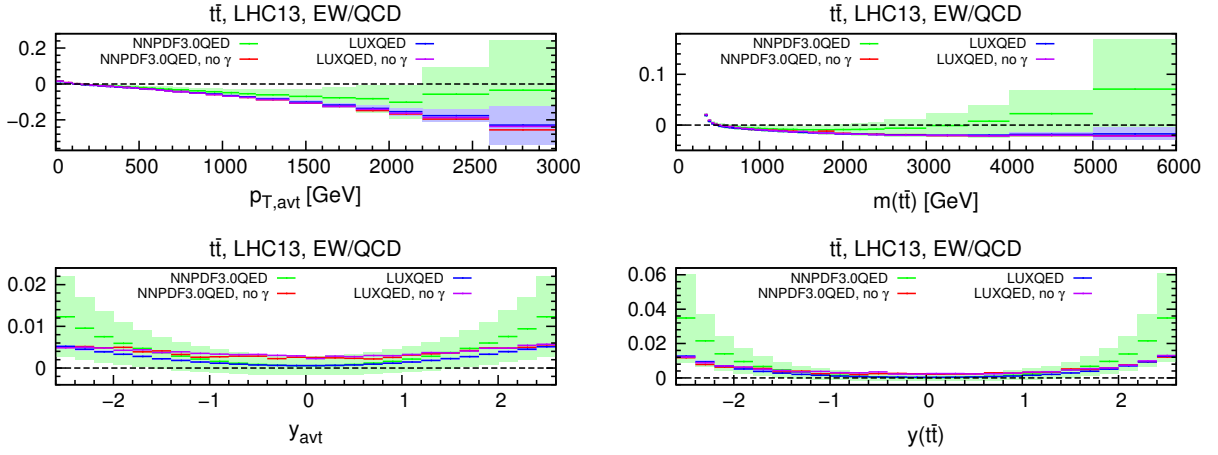 tt̄, LHC13, EW/QCD
NNPDF3.0QED
LUXQED
NNPDF3.0QED, no γ
LUXQED, no γ
0.2
0
−0.2
0 500 1000 1500 2000 2500 3000
p_T,avt [GeV]
tt̄, LHC13, EW/QCD
NNPDF3.0QED
LUXQED
NNPDF3.0QED, no γ
LUXQED, no γ
0.1
0
0 1000 2000 3000 4000 5000 6000
m(tt̄) [GeV]
tt̄, LHC13, EW/QCD
NNPDF3.0QED
LUXQED
NNPDF3.0QED, no γ
LUXQED, no γ
0.02
0.01
0
−2 −1 0 1 2
y_avt
tt̄, LHC13, EW/QCD
NNPDF3.0QED
LUXQED
NNPDF3.0QED, no γ
LUXQED, no γ
0.06
0.04
0.02
0
−2 −1 0 1 2
y(tt̄)